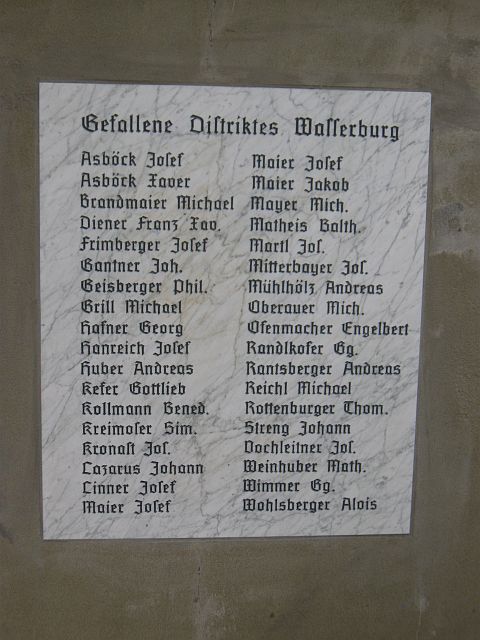 Gefallene Distriktes Wasserburg
Asböck Josef
Asböck Xaver
Brandmaier Michael
Diener Franz Xav.
Frimberger Josef
Gantner Joh.
Geisberger Phil.
Grill Michael
Hafner Georg
Hanreich Josef
Huber Andreas
Kefer Gottlieb
Kollmann Bened.
Kreimoser Sim.
Kronast Jos.
Lazarus Johann
Linner Josef
Maier Josef
Maier Josef
Maier Jakob
Mayer Mich.
Matheis Balth.
Martl Jos.
Mitterbayer Jos.
Mühlhölz Andreas
Oberauer Mich.
Ofenmacher Engelbert
Randlkofer Gg.
Rantsberger Andreas
Reichl Michael
Rottenburger Thom.
Streng Johann
Vochleitner Jos.
Weinhuber Math.
Wimmer Gg.
Wohlsberger Alois